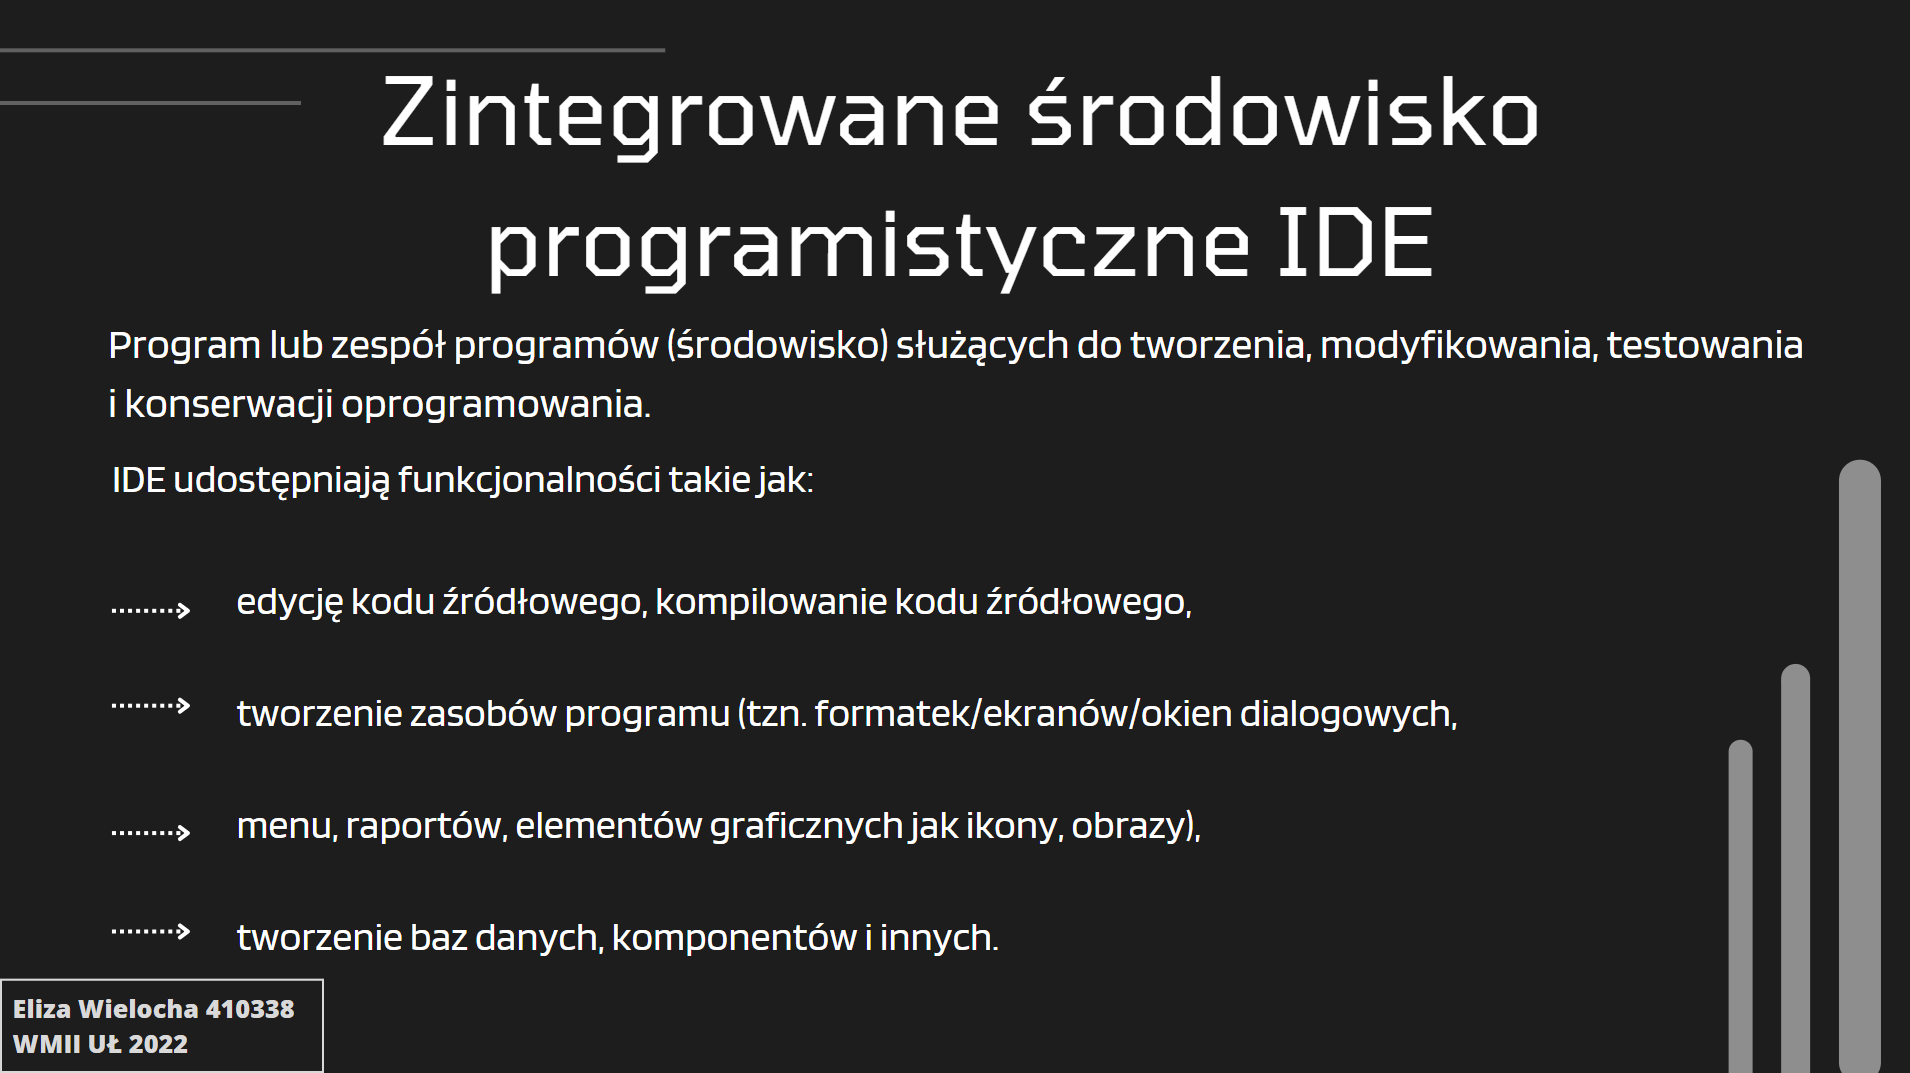 Zintegrowane środowisko
programistyczne IDE
Program lub zespół programów (środowisko) służących do tworzenia, modyfikowania, testowania
i konserwacji oprogramowania.
IDE udostępniają funkcjonalności takie jak:
edycję kodu źródłowego, kompilowanie kodu źródłowego,
tworzenie zasobów programu (tzn. formatek/ekranów/okien dialogowych,
menu, raportów, elementów graficznych jak ikony, obrazy),
tworzenie baz danych, komponentów i innych.
Eliza Wielocha 410338
WMII UŁ 2022